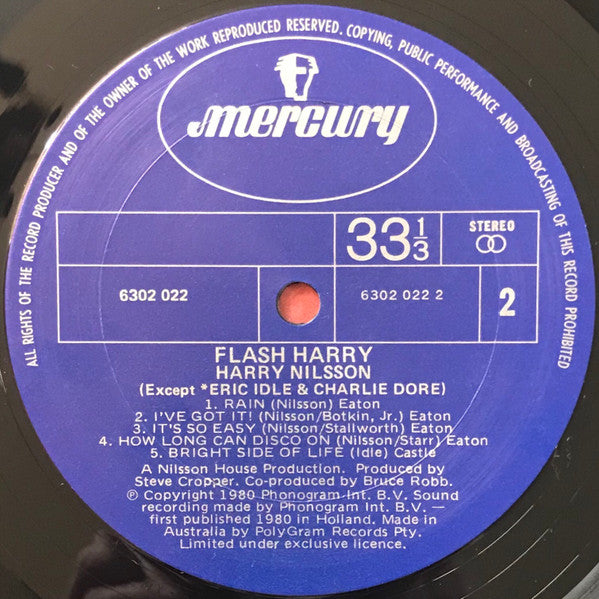 ALL RIGHTS OF THE RECORD PRODUCER AND OF THE OWNER OF THE WORK REPRODUCED RESERVED. COPYING, PUBLIC PERFORMANCE AND BROADCASTING OF THIS RECORD PROHIBITED
mercury
33 1/3 STEREO
6302 022 6302 022 2 2
FLASH HARRY
HARRY NILSSON
(Except *ERIC IDLE & CHARLIE DORE)
1. RAIN (Nilsson) Eaton
2. I'VE GOT IT! (Nilsson/Botkin, Jr.) Eaton
3. IT'S SO EASY (Nilsson/Stallworth) Eaton
4. HOW LONG CAN DISCO ON (Nilsson/Starr) Eaton
5. BRIGHT SIDE OF LIFE (Idle) Castle
A Nilsson House Production. Produced by
Steve Cropper. Co-produced by Bruce Robb.
℗ Copyright 1980 Phonogram Int. B.V. Sound
recording made by Phonogram Int. B.V. —
first published 1980 in Holland. Made in
Australia by PolyGram Records Pty.
Limited under exclusive licence.